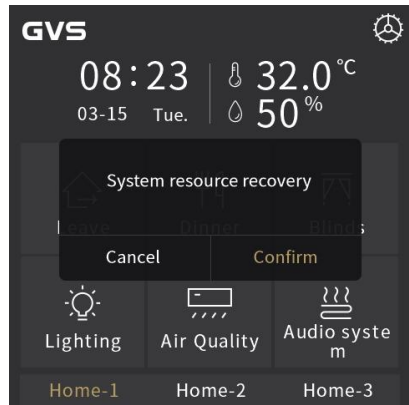 GVS
08:23
32.0 °C
03-15 Tue.
50 %
System resource recovery
Leave Dinner Blinds
Cancel Confirm
Lighting Air Quality Audio syste
m
Home-1 Home-2 Home-3